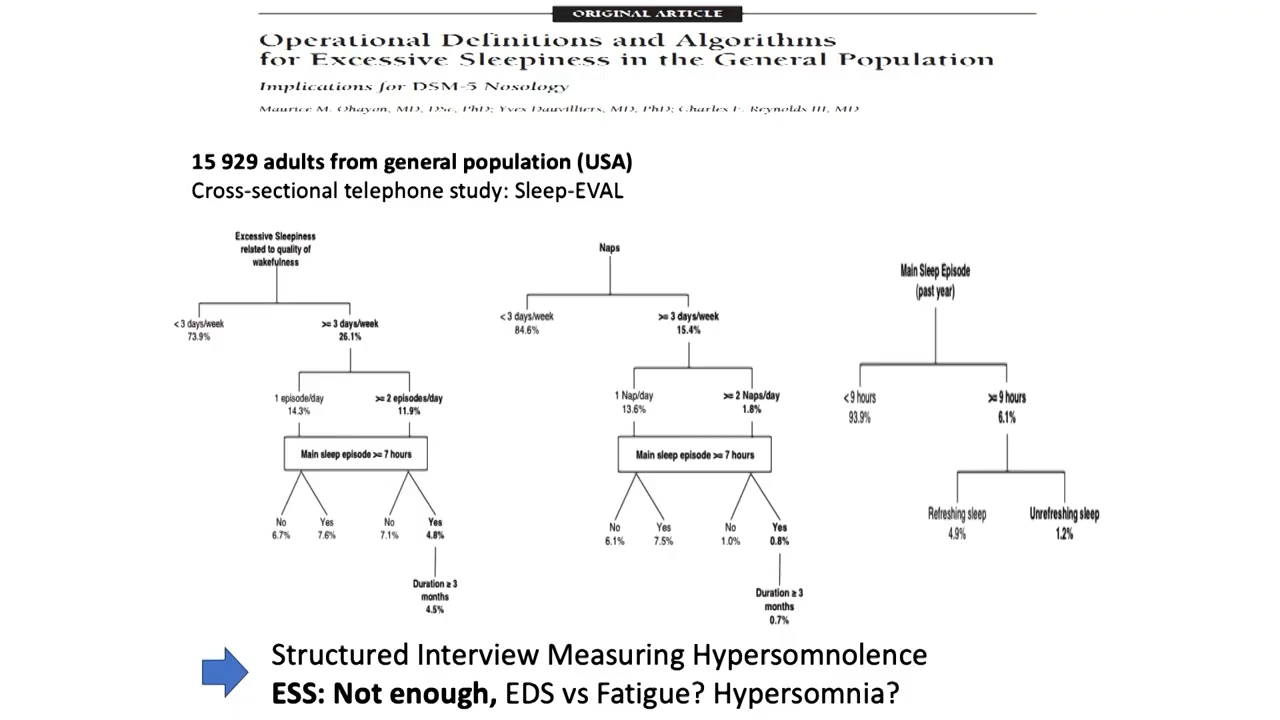 ORIGINAL ARTICLE
Operational Definitions and Algorithms
for Excessive Sleepiness in the General Population
Implications for DSM-5 Nosology
Maurice M. Ohayon, MD, DSc, PhD; Yves Dauvilliers, MD, PhD; Charles F. Reynolds III, MD
15 929 adults from general population (USA)
Cross-sectional telephone study: Sleep-EVAL
Excessive Sleepiness
related to quality of
wakefulness
< 3 days/week
73.9%
>= 3 days/week
26.1%
1 episode/day
14.3%
>= 2 episodes/day
11.9%
Main sleep episode >= 7 hours
No
6.7%
Yes
7.6%
No
7.1%
Yes
4.8%
Duration ≥ 3
months
4.5%
Naps
< 3 days/week
84.6%
>= 3 days/week
15.4%
1 Nap/day
13.6%
>= 2 Naps/day
1.8%
Main sleep episode >= 7 hours
No
6.1%
Yes
7.5%
No
1.0%
Yes
0.8%
Duration ≥ 3
months
0.7%
Main Sleep Episode
(past year)
< 9 hours
93.9%
>= 9 hours
6.1%
Refreshing sleep
4.9%
Unrefreshing sleep
1.2%
Structured Interview Measuring Hypersomnolence
ESS: Not enough, EDS vs Fatigue? Hypersomnia?